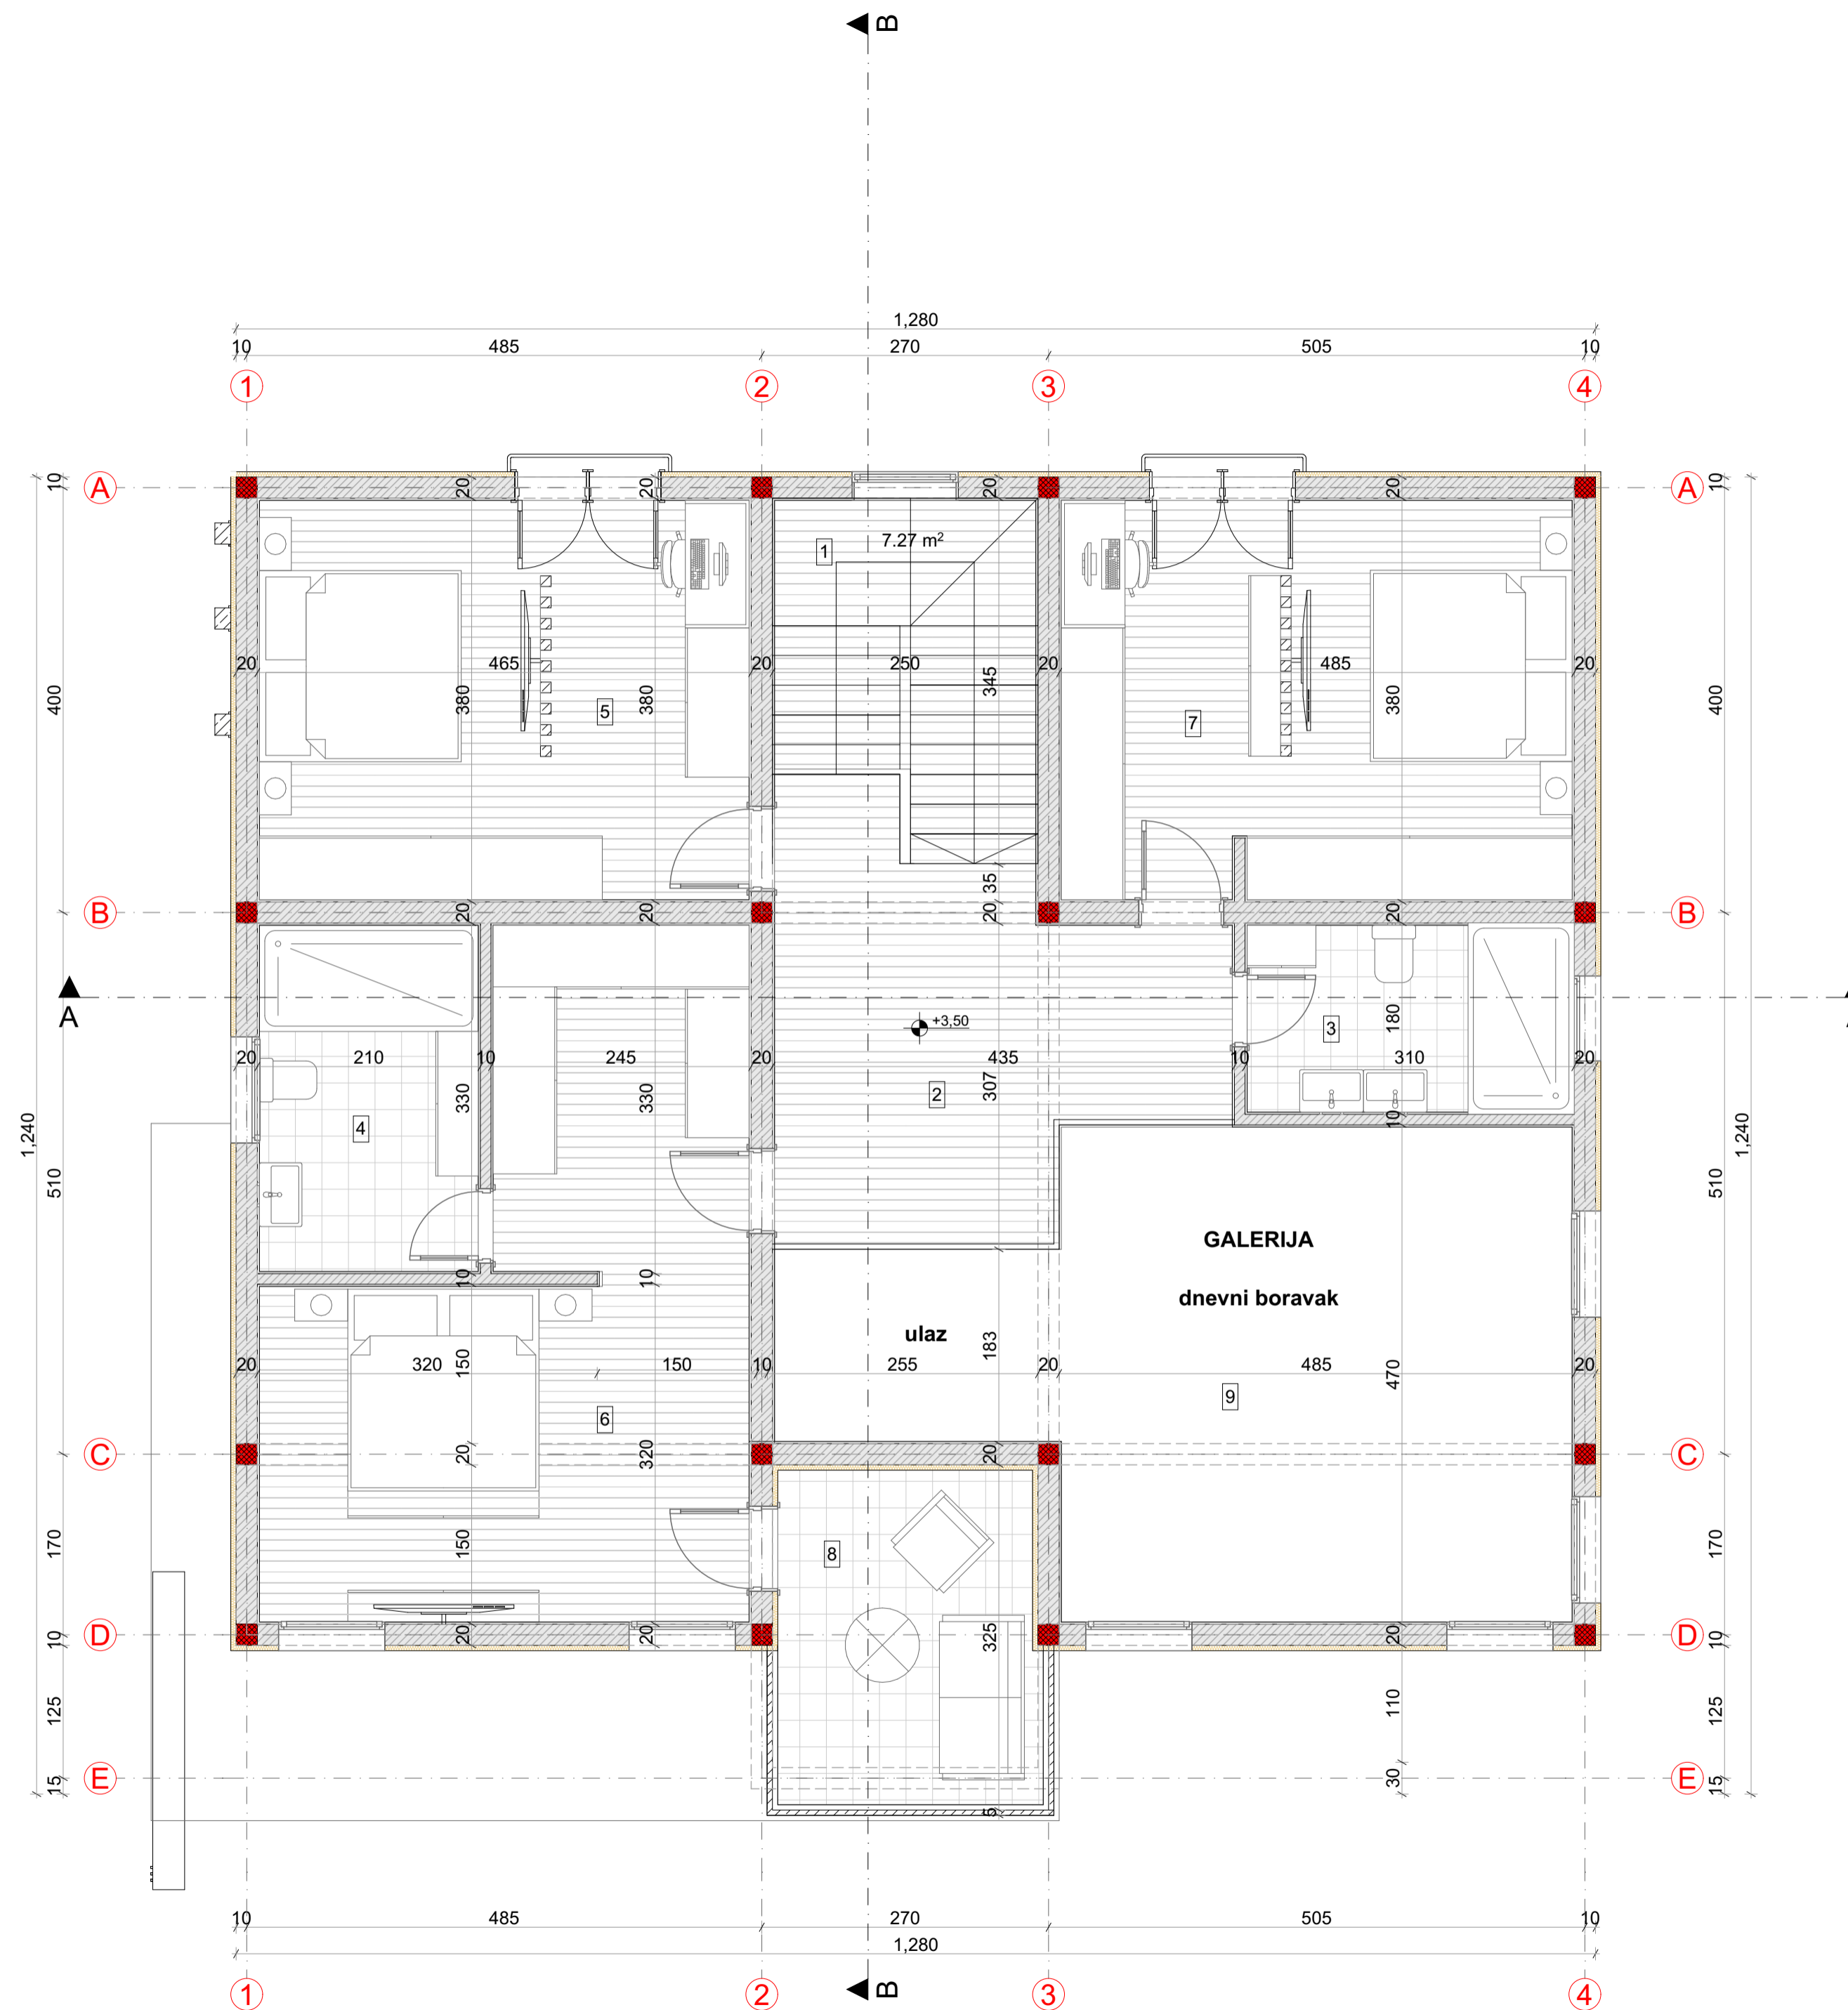 B
1,280
10 485 270 505 10
1 2 3 4
10 20 20 20 20 10
A A
7.27 m²
1
20 465 20 250 20 485 20
400 380 380 345 380 400
5 7
35
20 20 20 20
B B
A
+3,50
3
180
20 210 10 245 20 435 10 310 20
330 330 307
2
4
10
1,240 1,240
510 510
GALERIJA
dnevni boravak
10 10
ulaz
183
20 320 150 10 255 20 485 20
150 470
9
6
C C
20 320 20
170 150 170
8
D D
10 20 20 325 20 10
125 110 125
E E
15 30 15
5
10 485 270 505 10
1,280
1 2 3 4
B